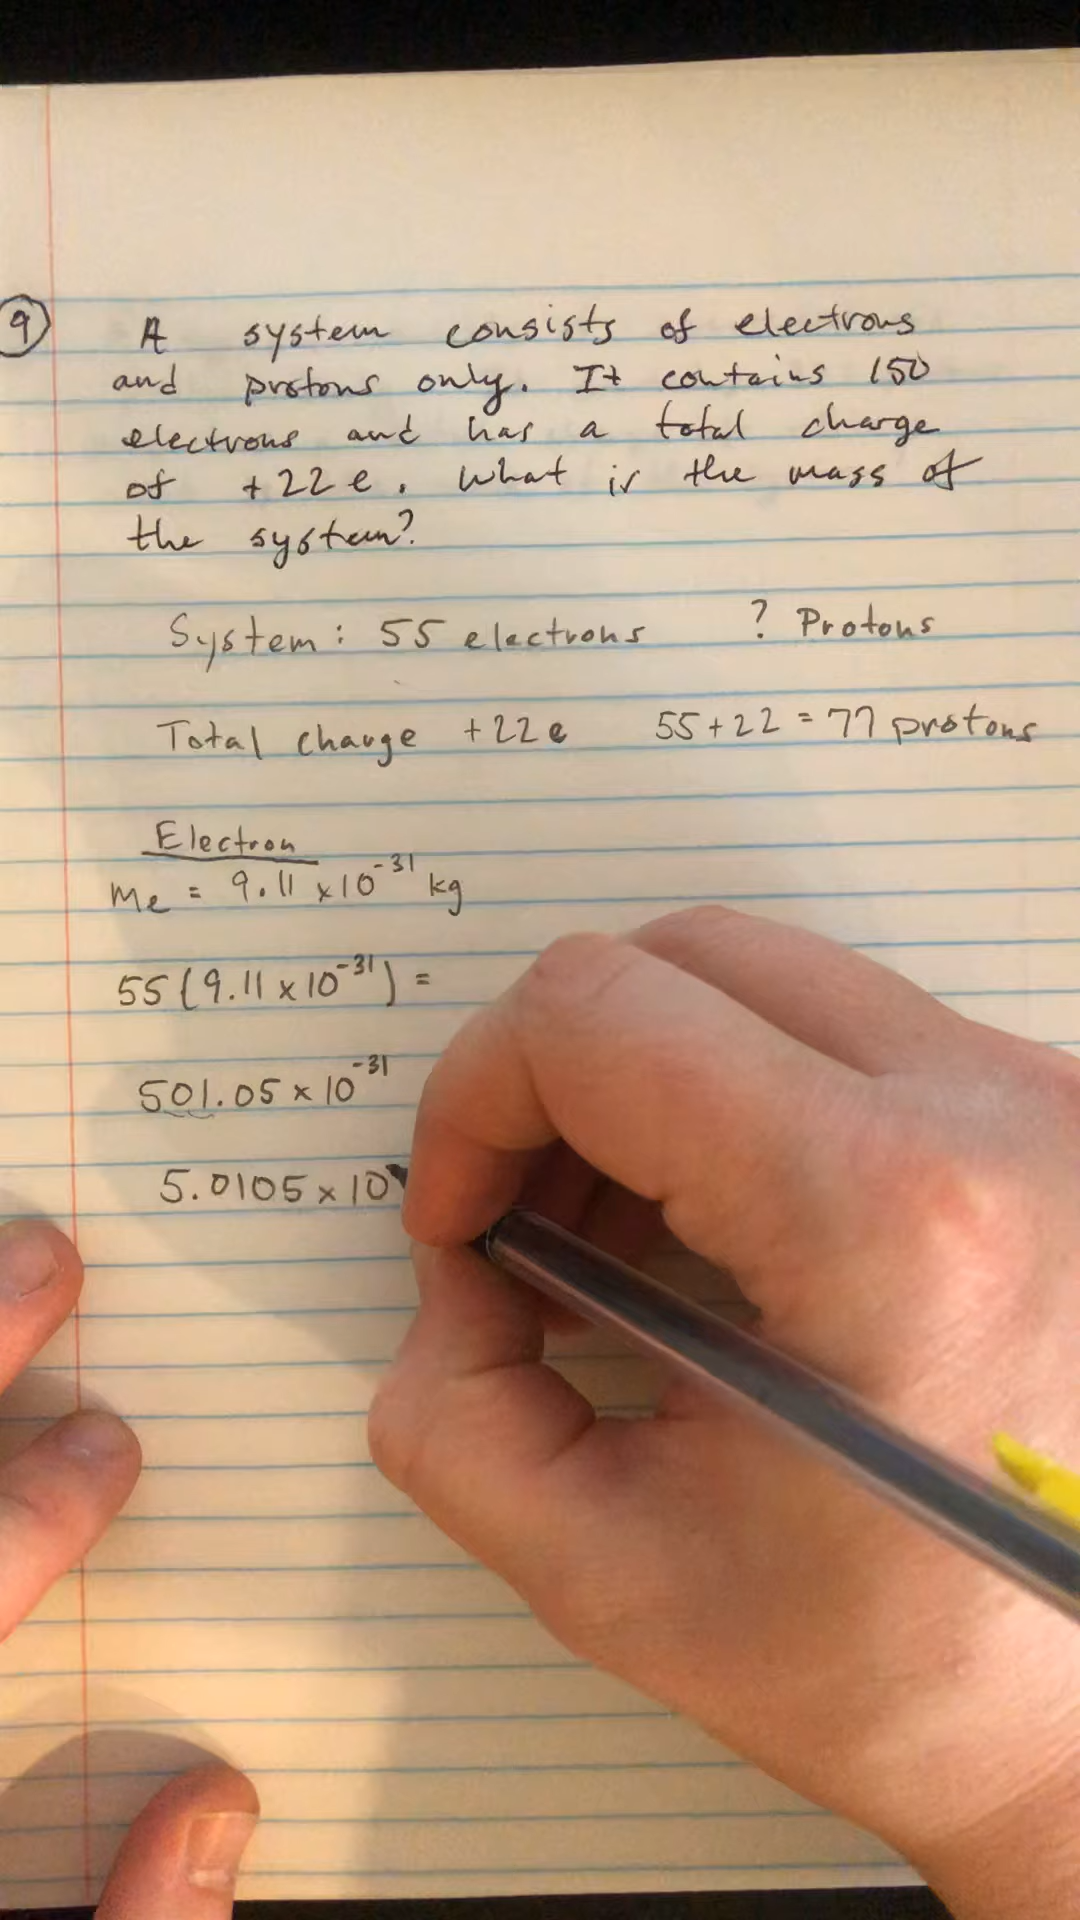 9 A system consists of electrons
and protons only. It contains 150
electrons and has a total charge
of +22e. What is the mass of
the system?
System: 55 electrons ? Protons
Total charge +22e 55+22=77 protons
Electron
Me = 9.11 x 10^-31 kg
55(9.11 x 10^-31) =
501.05 x 10^-31
5.0105 x 10